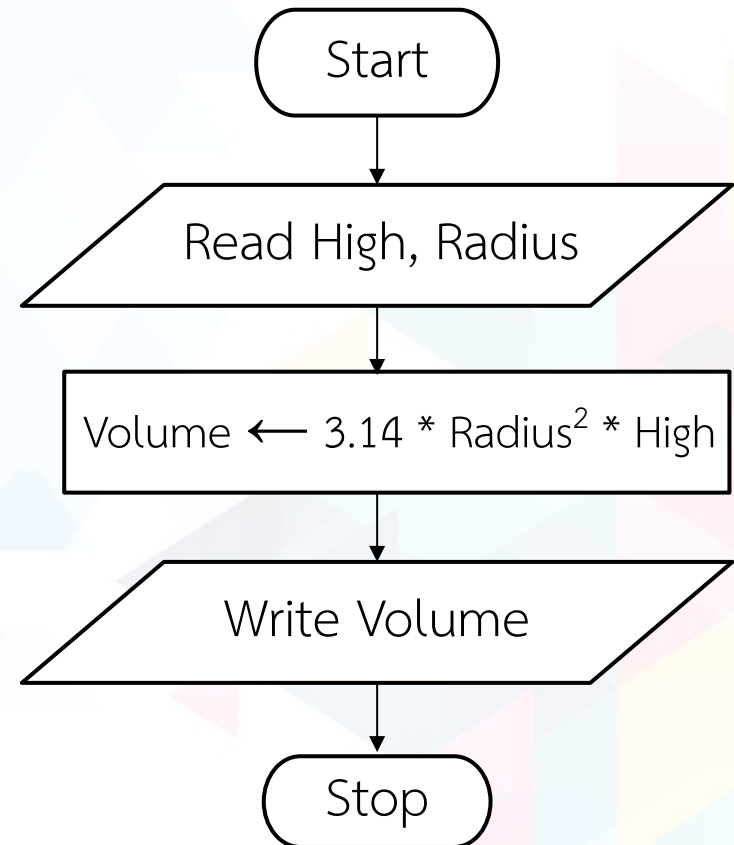 Start
Read High, Radius
Volume ← 3.14 * Radius² * High
Write Volume
Stop